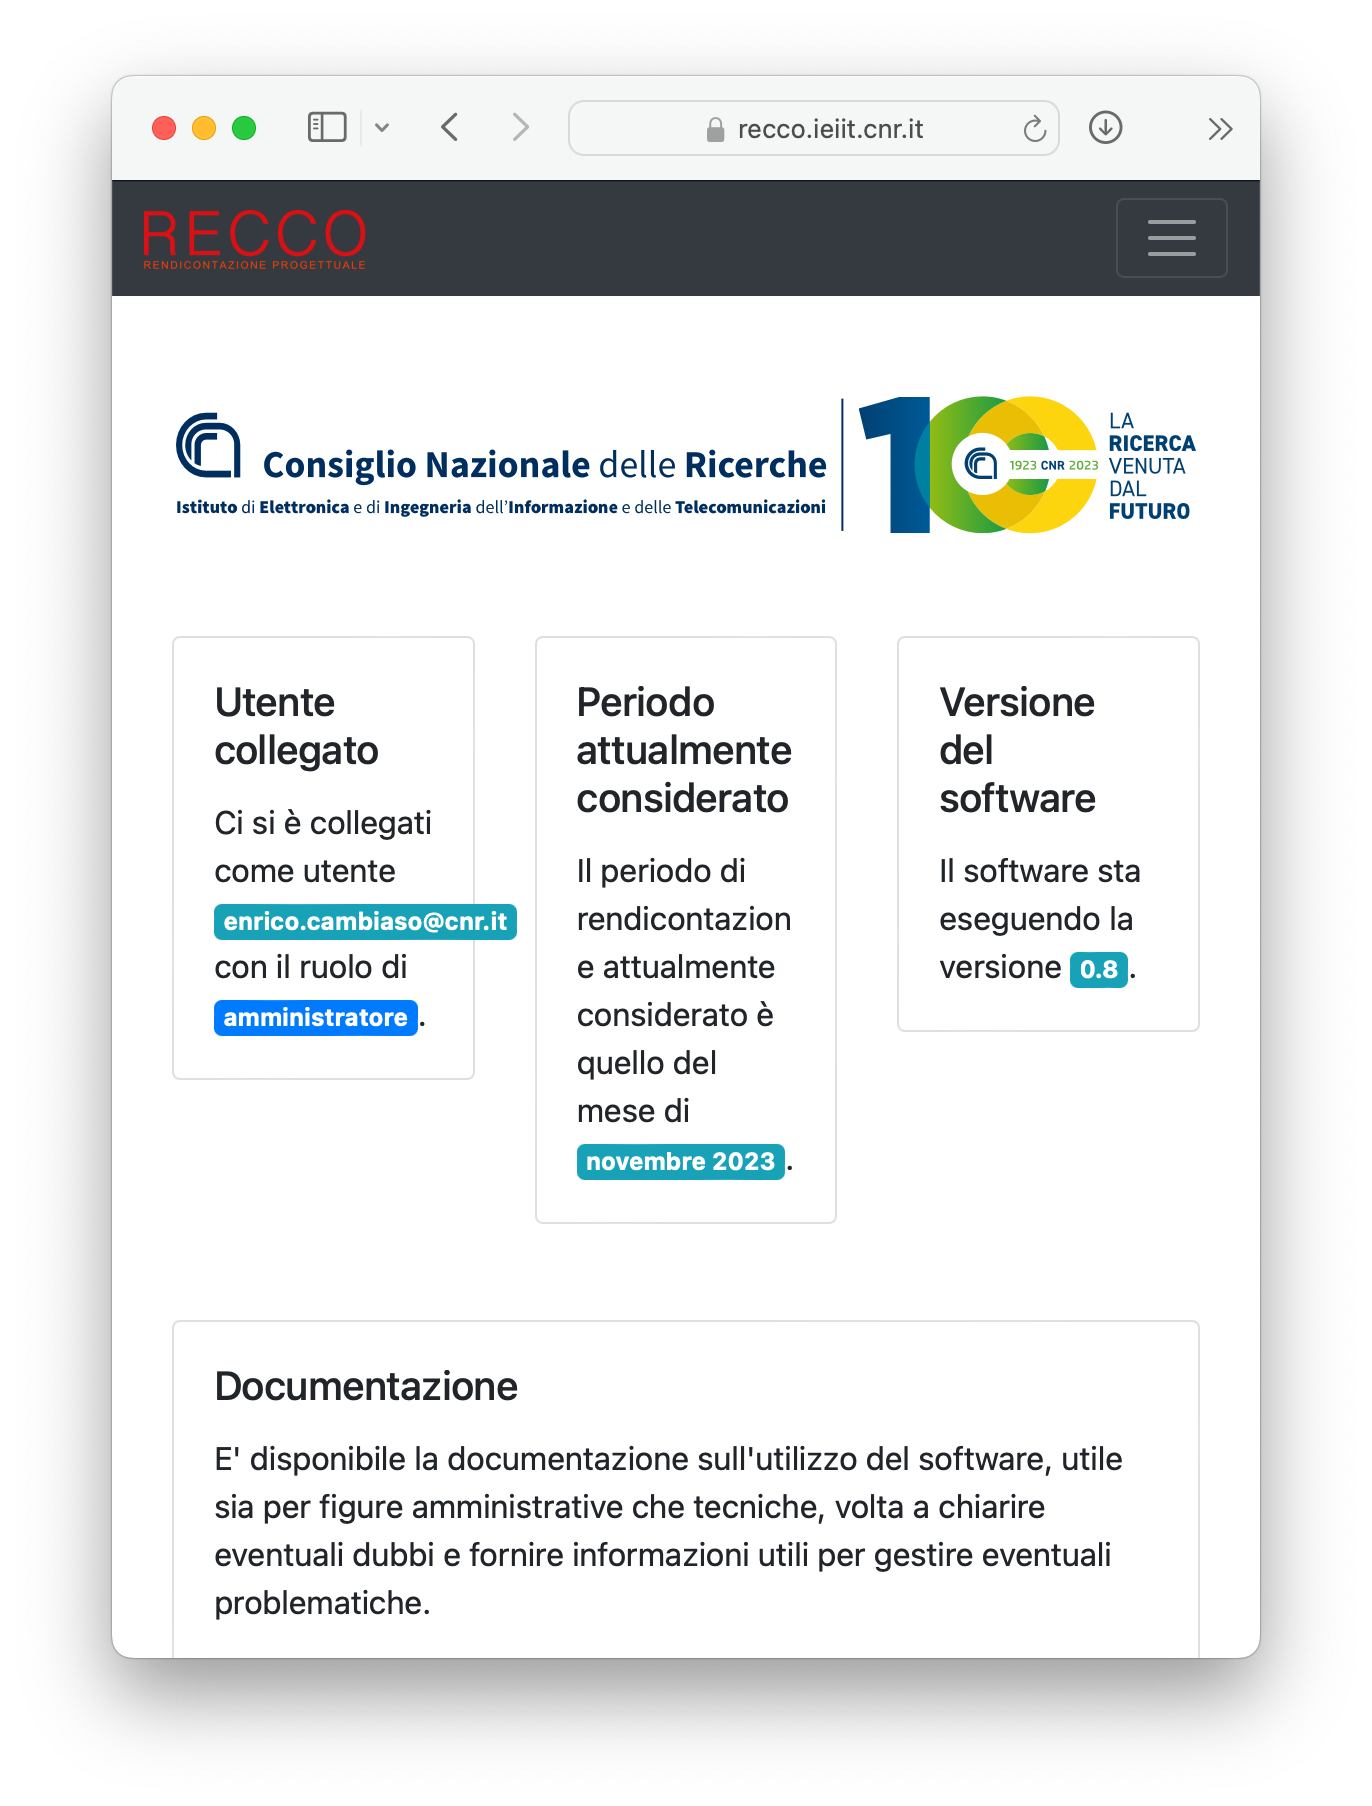 recco.ieiit.cnr.it
RECCO
RENDICONTAZIONE PROGETTUALE
Consiglio Nazionale delle Ricerche
Istituto di Elettronica e di Ingegneria dell'Informazione e delle Telecomunicazioni
1923 CNR 2023
LA
RICERCA
VENUTA
DAL
FUTURO
Utente
collegato
Ci si è collegati
come utente
enrico.cambiaso@cnr.it
con il ruolo di
amministratore.
Periodo
attualmente
considerato
Il periodo di
rendicontazion
e attualmente
considerato è
quello del
mese di
novembre 2023.
Versione
del
software
Il software sta
eseguendo la
versione 0.8.
Documentazione
E' disponibile la documentazione sull'utilizzo del software, utile
sia per figure amministrative che tecniche, volta a chiarire
eventuali dubbi e fornire informazioni utili per gestire eventuali
problematiche.